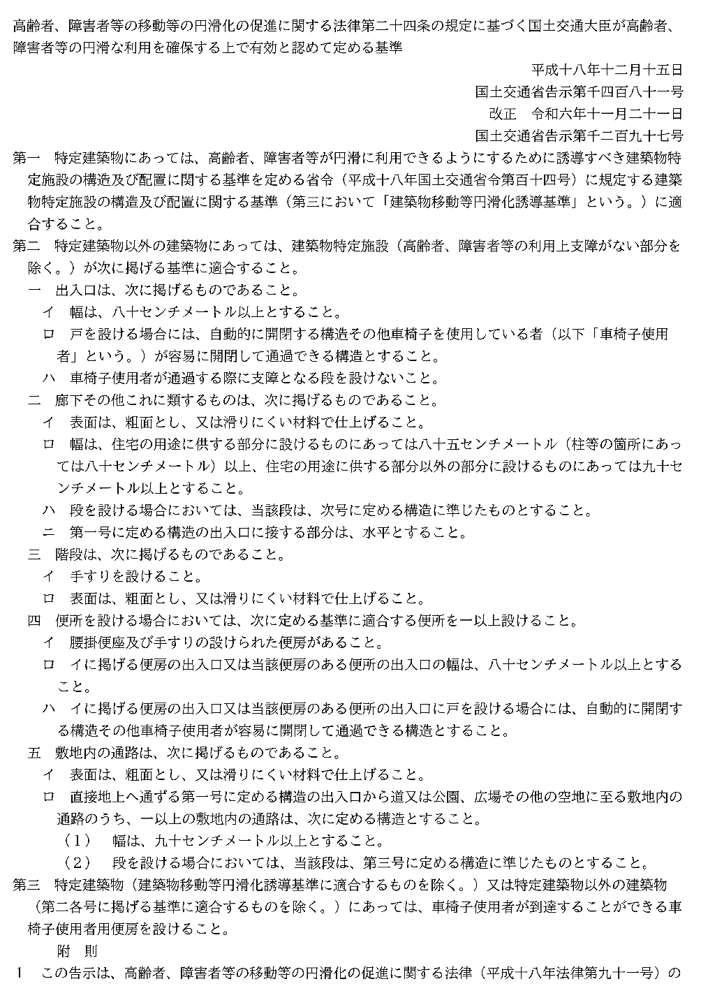 高齢者、障害者等の移動等の円滑化の促進に関する法律第二十四条の規定に基づく国土交通大臣が高齢者、
障害者等の円滑な利用を確保する上で有効と認めて定める基準
平成十八年十二月十五日
国土交通省告示第千四百八十一号
改正　令和六年十一月二十一日
国土交通省告示第千二百九十七号
第一　特定建築物にあっては、高齢者、障害者等が円滑に利用できるようにするために誘導すべき建築物特
定施設の構造及び配置に関する基準を定める省令（平成十八年国土交通省令第百十四号）に規定する建築
物特定施設の構造及び配置に関する基準（第三において「建築物移動等円滑化誘導基準」という。）に適
合すること。
第二　特定建築物以外の建築物にあっては、建築物特定施設（高齢者、障害者等の利用上支障がない部分を
除く。）が次に掲げる基準に適合すること。
一　出入口は、次に掲げるものであること。
イ　幅は、八十センチメートル以上とすること。
ロ　戸を設ける場合には、自動的に開閉する構造その他車椅子を使用している者（以下「車椅子使用
者」という。）が容易に開閉して通過できる構造とすること。
ハ　車椅子使用者が通過する際に支障となる段を設けないこと。
二　廊下その他これに類するものは、次に掲げるものであること。
イ　表面は、粗面とし、又は滑りにくい材料で仕上げること。
ロ　幅は、住宅の用途に供する部分に設けるものにあっては八十五センチメートル（柱等の箇所にあっ
ては八十センチメートル）以上、住宅の用途に供する部分以外の部分に設けるものにあっては九十セ
ンチメートル以上とすること。
ハ　段を設ける場合においては、当該段は、次号に定める構造に準じたものとすること。
ニ　第一号に定める構造の出入口に接する部分は、水平とすること。
三　階段は、次に掲げるものであること。
イ　手すりを設けること。
ロ　表面は、粗面とし、又は滑りにくい材料で仕上げること。
四　便所を設ける場合においては、次に定める基準に適合する便所を一以上設けること。
イ　腰掛便座及び手すりの設けられた便房があること。
ロ　イに掲げる便房の出入口又は当該便房のある便所の出入口の幅は、八十センチメートル以上とする
こと。
ハ　イに掲げる便房の出入口又は当該便房のある便所の出入口に戸を設ける場合には、自動的に開閉す
る構造その他車椅子使用者が容易に開閉して通過できる構造とすること。
五　敷地内の通路は、次に掲げるものであること。
イ　表面は、粗面とし、又は滑りにくい材料で仕上げること。
ロ　直接地上へ通ずる第一号に定める構造の出入口から道又は公園、広場その他の空地に至る敷地内の
通路のうち、一以上の敷地内の通路は、次に定める構造とすること。
（１）　幅は、九十センチメートル以上とすること。
（２）　段を設ける場合においては、当該段は、第三号に定める構造に準じたものとすること。
第三　特定建築物（建築物移動等円滑化誘導基準に適合するものを除く。）又は特定建築物以外の建築物
（第二各号に掲げる基準に適合するものを除く。）にあっては、車椅子使用者が到達することができる車
椅子使用者用便房を設けること。
附　則
１　この告示は、高齢者、障害者等の移動等の円滑化の促進に関する法律（平成十八年法律第九十一号）の